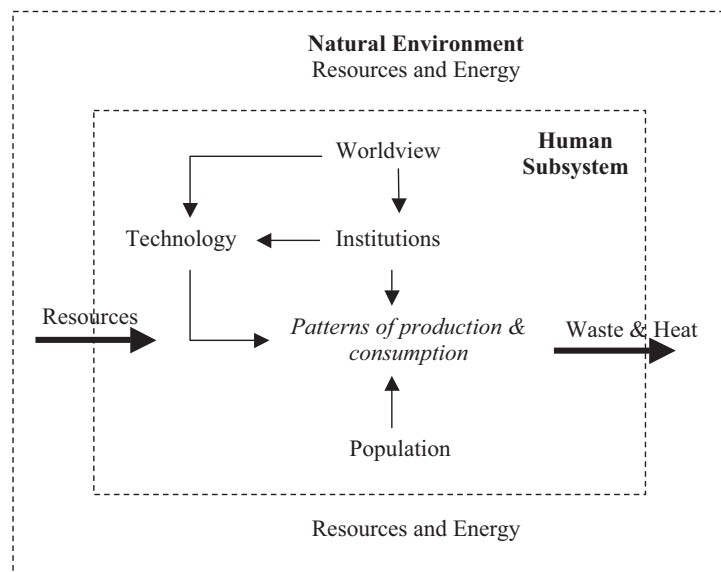 Natural Environment
Resources and Energy
Human
Subsystem
Worldview
Technology
Institutions
Resources
Patterns of production &
consumption
Waste & Heat
Population
Resources and Energy